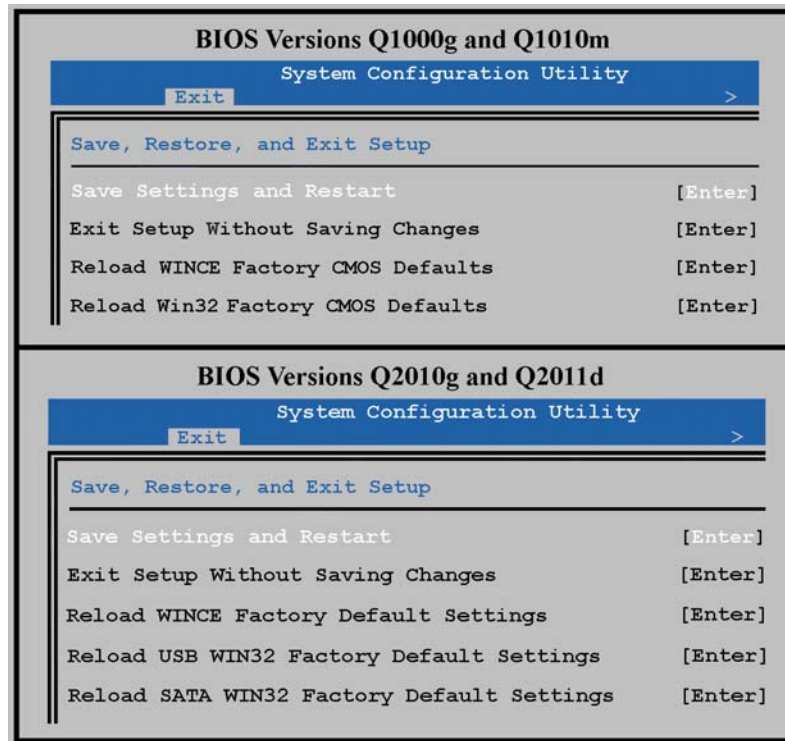 BIOS Versions Q1000g and Q1010m
System Configuration Utility
Exit >
Save, Restore, and Exit Setup
Save Settings and Restart [Enter]
Exit Setup Without Saving Changes [Enter]
Reload WINCE Factory CMOS Defaults [Enter]
Reload Win32 Factory CMOS Defaults [Enter]
BIOS Versions Q2010g and Q2011d
System Configuration Utility
Exit >
Save, Restore, and Exit Setup
Save Settings and Restart [Enter]
Exit Setup Without Saving Changes [Enter]
Reload WINCE Factory Default Settings [Enter]
Reload USB WIN32 Factory Default Settings [Enter]
Reload SATA WIN32 Factory Default Settings [Enter]